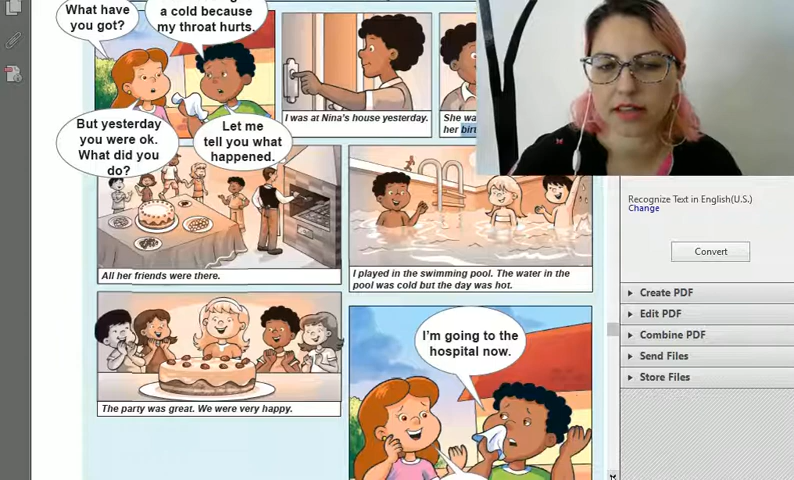 What have
you got?
a cold because
my throat hurts.
I was at Nina's house yesterday.
She wa
her birt
But yesterday
you were ok.
What did you
do?
Let me
tell you what
happened.
All her friends were there.
I played in the swimming pool. The water in the
pool was cold but the day was hot.
The party was great. We were very happy.
I'm going to the
hospital now.
Recognize Text in English(U.S.)
Change
Convert
Create PDF
Edit PDF
Combine PDF
Send Files
Store Files